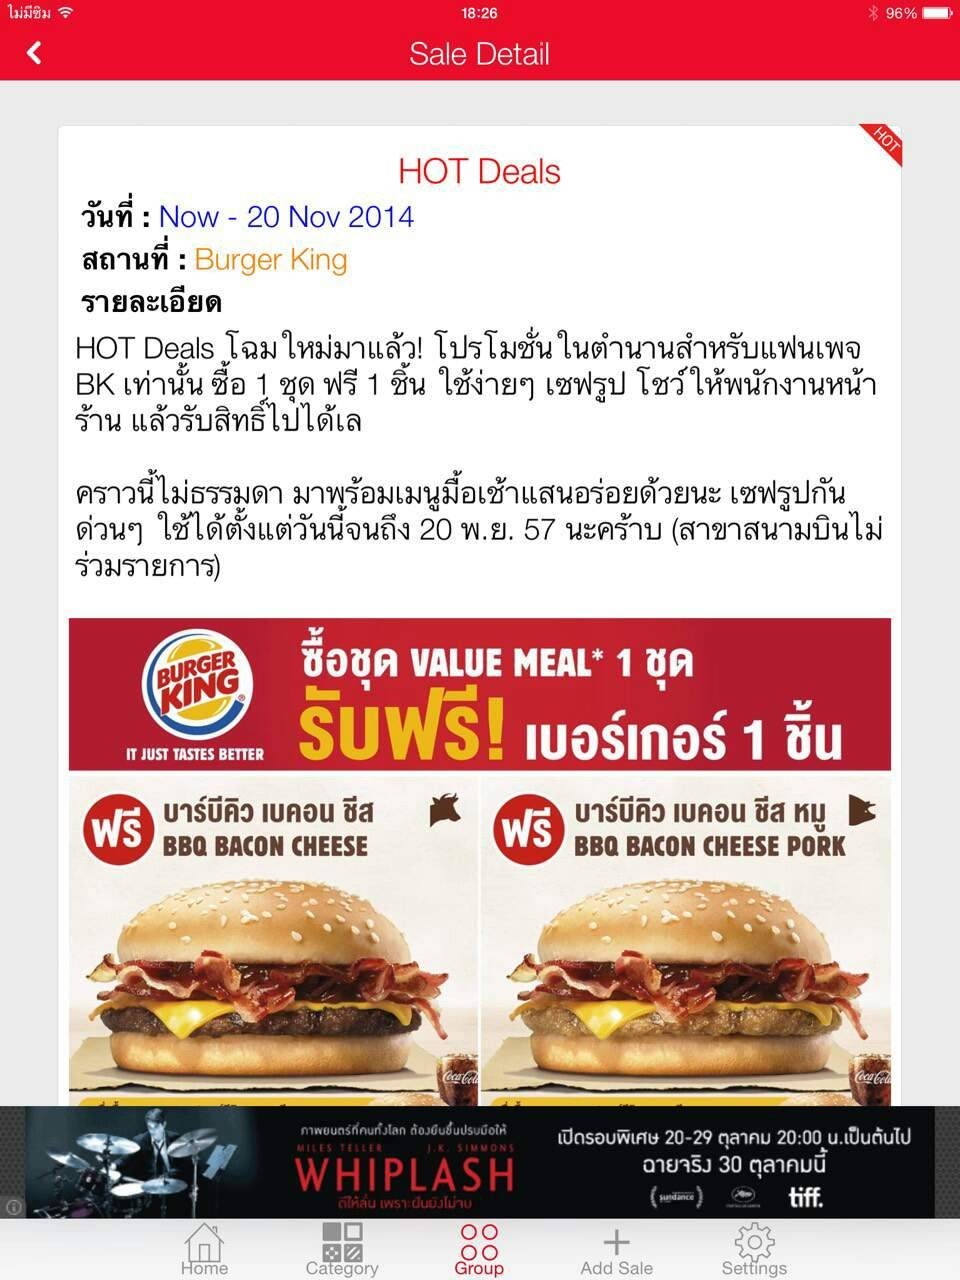 ไม่มีซิม 18:26 96%
Sale Detail
HOT
HOT Deals
วันที่ : Now - 20 Nov 2014
สถานที่ : Burger King
รายละเอียด
HOT Deals โฉมใหม่มาแล้ว! โปรโมชั่นในตำนานสำหรับแฟนเพจ
BK เท่านั้น ซื้อ 1 ชุด ฟรี 1 ชิ้น ใช้ง่ายๆ เซฟรูป โชว์ให้พนักงานหน้า
ร้าน แล้วรับสิทธิ์ไปได้เล
คราวนี้ไม่ธรรมดา มาพร้อมเมนูมื้อเช้าแสนอร่อยด้วยนะ เซฟรูปกัน
ด่วนๆ ใช้ได้ตั้งแต่วันนี้จนถึง 20 พ.ย. 57 นะคร้าบ (สาขาสนามบินไม่
ร่วมรายการ)
BURGER
KING®
IT JUST TASTES BETTER
ซื้อชุด VALUE MEAL* 1 ชุด
รับฟรี! เบอร์เกอร์ 1 ชิ้น
ฟรี
บาร์บีคิว เบคอน ชีส
BBQ BACON CHEESE
Coca-Cola
ฟรี
บาร์บีคิว เบคอน ชีส หมู
BBQ BACON CHEESE PORK
Coca-Cola
ภาพยนตร์ที่คนทั้งโลก ต้องยืนขึ้นปรบมือให้
MILES TELLER J.K. SIMMONS
WHIPLASH
ตีให้ลั่น เพราะฝันยังไม่จบ
เปิดรอบพิเศษ 20-29 ตุลาคม 20:00 น.เป็นต้นไป
ฉายจริง 30 ตุลาคมนี้
sundance
tiff.
Home Category Group Add Sale Settings